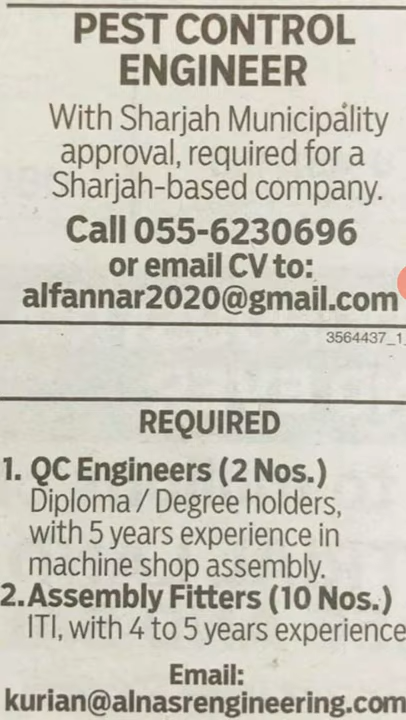 PEST CONTROL
ENGINEER
With Sharjah Municipality
approval, required for a
Sharjah-based company.
Call 055-6230696
or email CV to:
alfannar2020@gmail.com
3564437_1_
REQUIRED
1. QC Engineers (2 Nos.)
Diploma / Degree holders,
with 5 years experience in
machine shop assembly.
2. Assembly Fitters (10 Nos.)
ITI, with 4 to 5 years experience
Email:
kurian@alnasrengineering.com